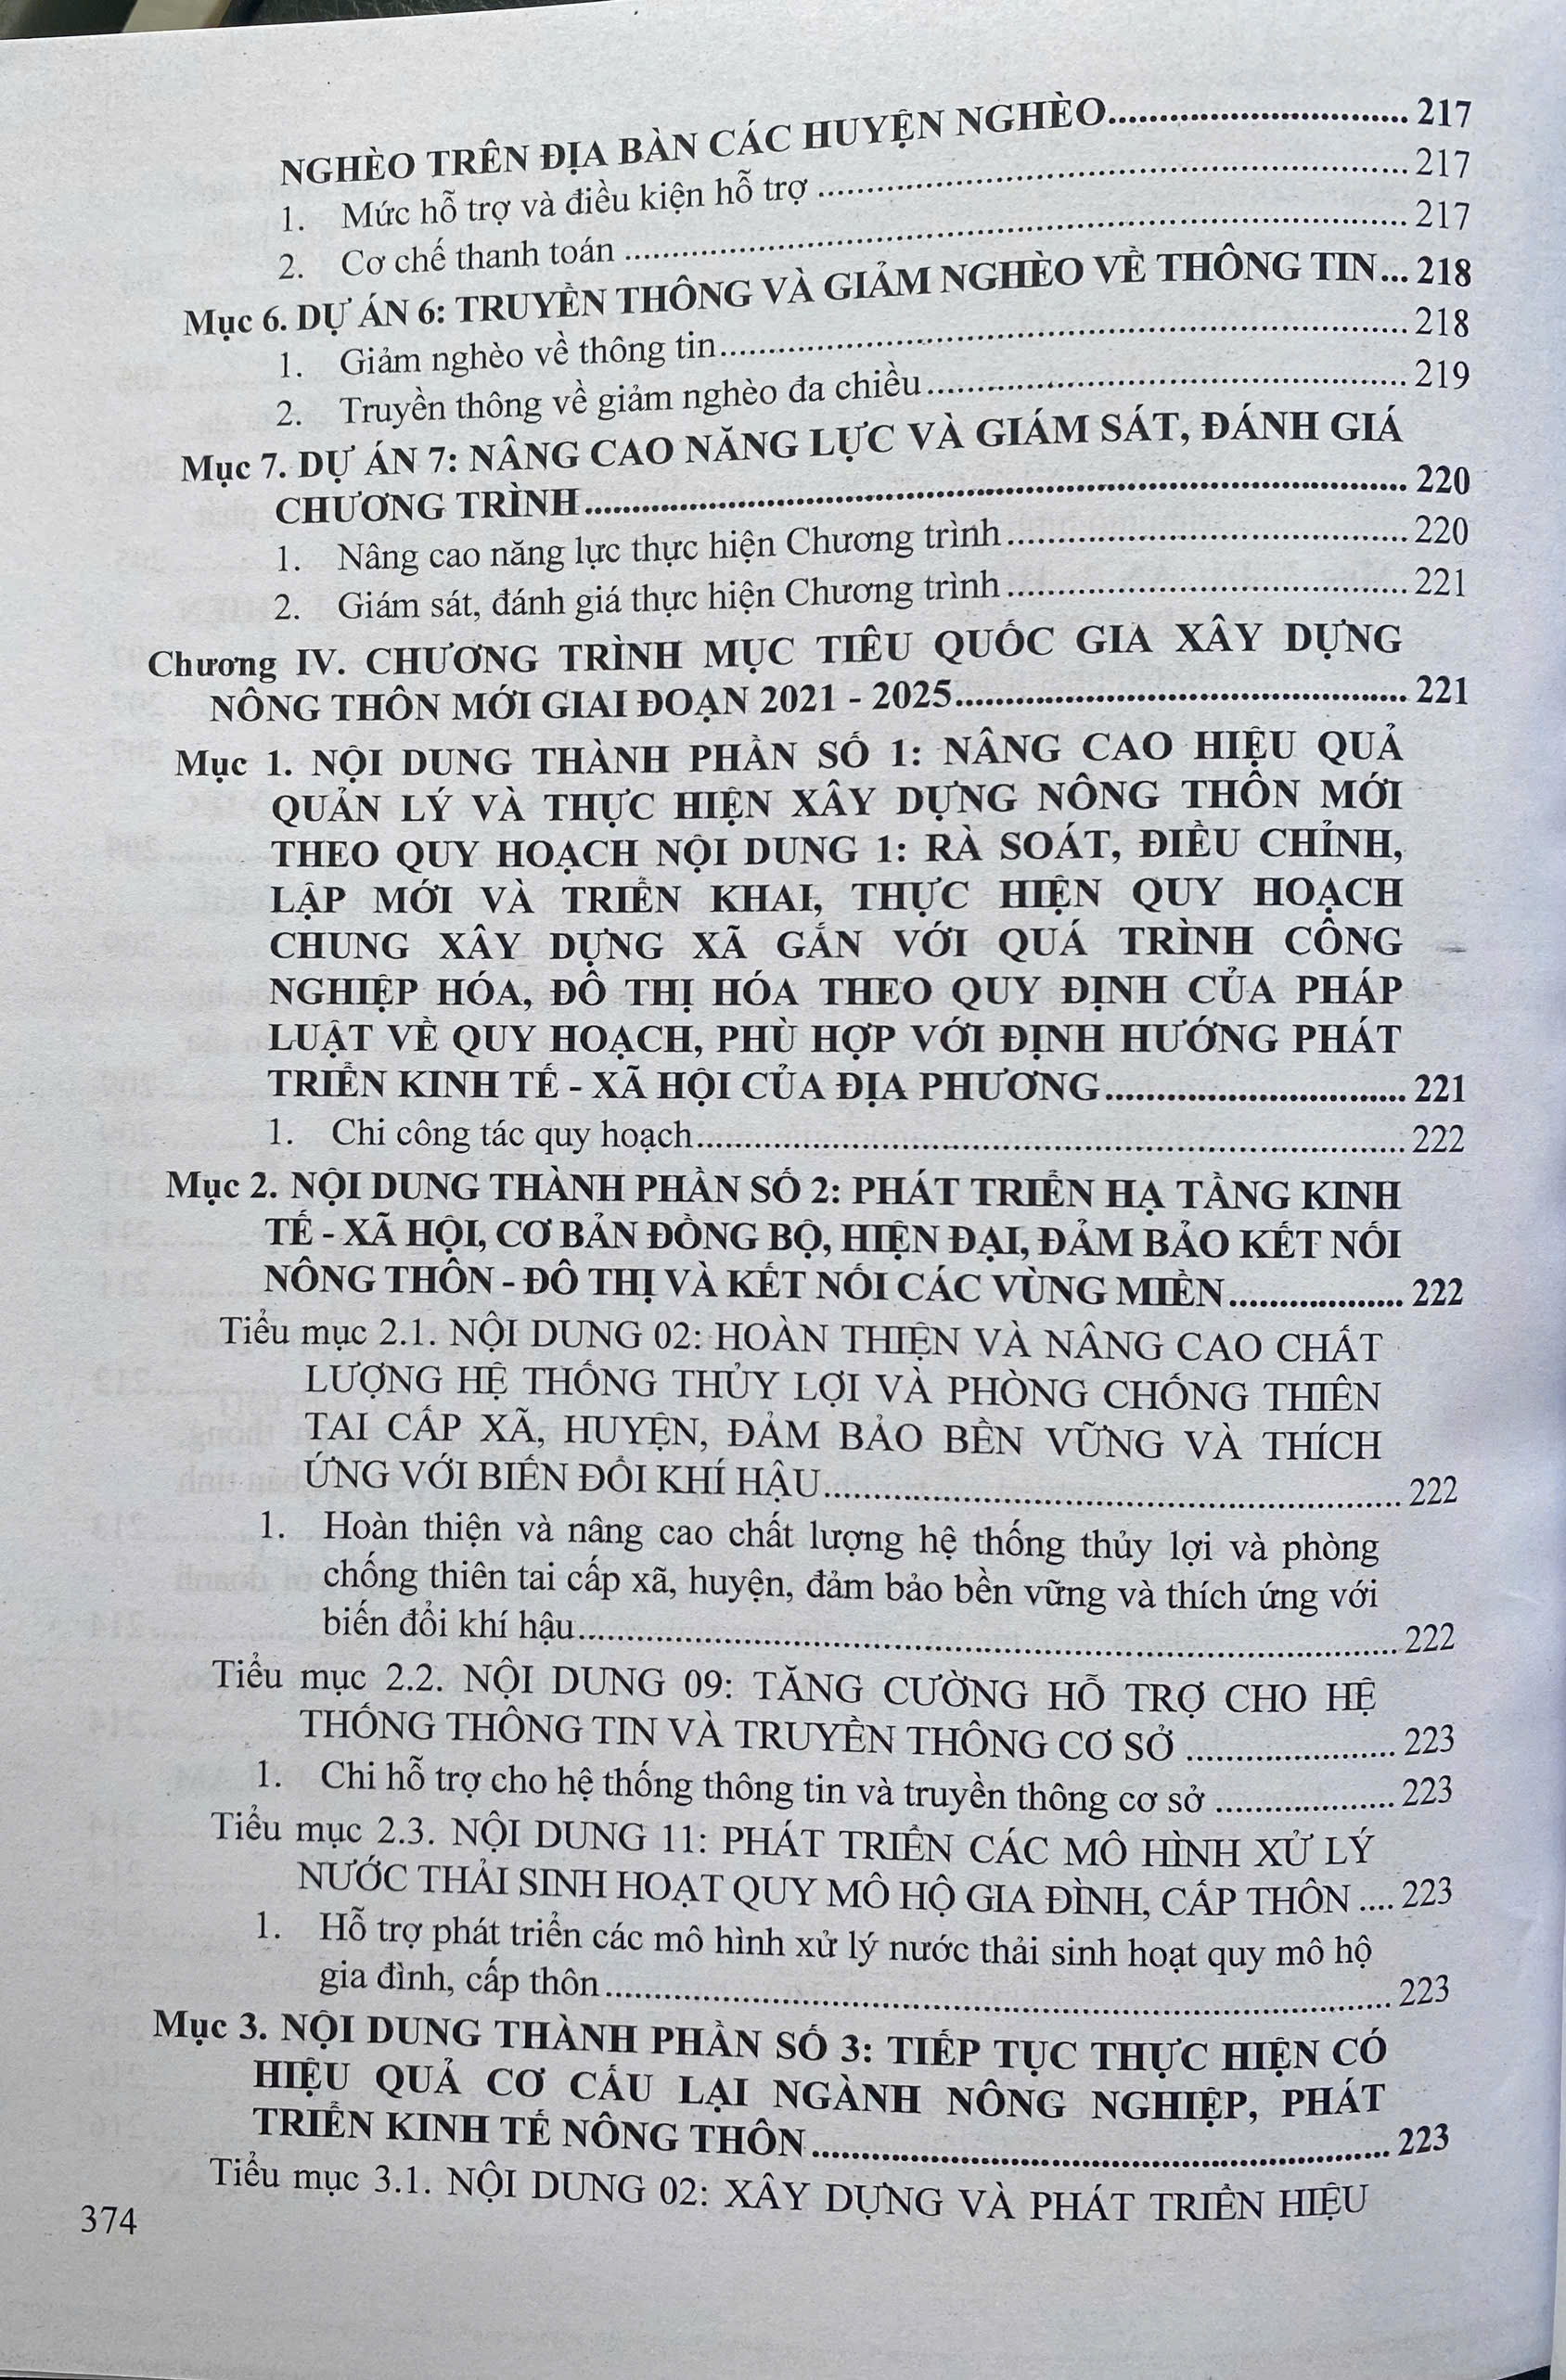 NGHÈO TRÊN ĐỊA BÀN CÁC HUYỆN NGHÈO................................ 217
1. Mức hỗ trợ và điều kiện hỗ trợ ................................ 217
2. Cơ chế thanh toán ................................ 217
Mục 6. DỰ ÁN 6: TRUYỀN THÔNG VÀ GIẢM NGHÈO VỀ THÔNG TIN... 218
1. Giảm nghèo về thông tin................................ 218
2. Truyền thông về giảm nghèo đa chiều................................ 219
Mục 7. DỰ ÁN 7: NÂNG CAO NĂNG LỰC VÀ GIÁM SÁT, ĐÁNH GIÁ
CHƯƠNG TRÌNH................................ 220
1. Nâng cao năng lực thực hiện Chương trình................................ 220
2. Giám sát, đánh giá thực hiện Chương trình................................ 221
Chương IV. CHƯƠNG TRÌNH MỤC TIÊU QUỐC GIA XÂY DỰNG
NÔNG THÔN MỚI GIAI ĐOẠN 2021 - 2025................................ 221
Mục 1. NỘI DUNG THÀNH PHẦN SỐ 1: NÂNG CAO HIỆU QUẢ
QUẢN LÝ VÀ THỰC HIỆN XÂY DỰNG NÔNG THÔN MỚI
THEO QUY HOẠCH NỘI DUNG 1: RÀ SOÁT, ĐIỀU CHỈNH,
LẬP MỚI VÀ TRIỂN KHAI, THỰC HIỆN QUY HOẠCH
CHUNG XÂY DỰNG XÃ GẮN VỚI QUÁ TRÌNH CÔNG
NGHIỆP HÓA, ĐÔ THỊ HÓA THEO QUY ĐỊNH CỦA PHÁP
LUẬT VỀ QUY HOẠCH, PHÙ HỢP VỚI ĐỊNH HƯỚNG PHÁT
TRIỂN KINH TẾ - XÃ HỘI CỦA ĐỊA PHƯƠNG................................ 221
1. Chi công tác quy hoạch................................ 222
Mục 2. NỘI DUNG THÀNH PHẦN SỐ 2: PHÁT TRIỂN HẠ TẦNG KINH
TẾ - XÃ HỘI, CƠ BẢN ĐỒNG BỘ, HIỆN ĐẠI, ĐẢM BẢO KẾT NỐI
NÔNG THÔN - ĐÔ THỊ VÀ KẾT NỐI CÁC VÙNG MIỀN.................... 222
Tiểu mục 2.1. NỘI DUNG 02: HOÀN THIỆN VÀ NÂNG CAO CHẤT
LƯỢNG HỆ THỐNG THỦY LỢI VÀ PHÒNG CHỐNG THIÊN
TAI CẤP XÃ, HUYỆN, ĐẢM BẢO BỀN VỮNG VÀ THÍCH
ỨNG VỚI BIẾN ĐỔI KHÍ HẬU................................ 222
1. Hoàn thiện và nâng cao chất lượng hệ thống thủy lợi và phòng
chống thiên tai cấp xã, huyện, đảm bảo bền vững và thích ứng với
biến đổi khí hậu................................ 222
Tiểu mục 2.2. NỘI DUNG 09: TĂNG CƯỜNG HỖ TRỢ CHO HỆ
THỐNG THÔNG TIN VÀ TRUYỀN THÔNG CƠ SỞ ...................... 223
1. Chi hỗ trợ cho hệ thống thông tin và truyền thông cơ sở ................... 223
Tiểu mục 2.3. NỘI DUNG 11: PHÁT TRIỂN CÁC MÔ HÌNH XỬ LÝ
NƯỚC THẢI SINH HOẠT QUY MÔ HỘ GIA ĐÌNH, CẤP THÔN .... 223
1. Hỗ trợ phát triển các mô hình xử lý nước thải sinh hoạt quy mô hộ
gia đình, cấp thôn................................ 223
Mục 3. NỘI DUNG THÀNH PHẦN SỐ 3: TIẾP TỤC THỰC HIỆN CÓ
HIỆU QUẢ CƠ CẤU LẠI NGÀNH NÔNG NGHIỆP, PHÁT
TRIỂN KINH TẾ NÔNG THÔN................................ 223
Tiểu mục 3.1. NỘI DUNG 02: XÂY DỰNG VÀ PHÁT TRIỂN HIỆU
374